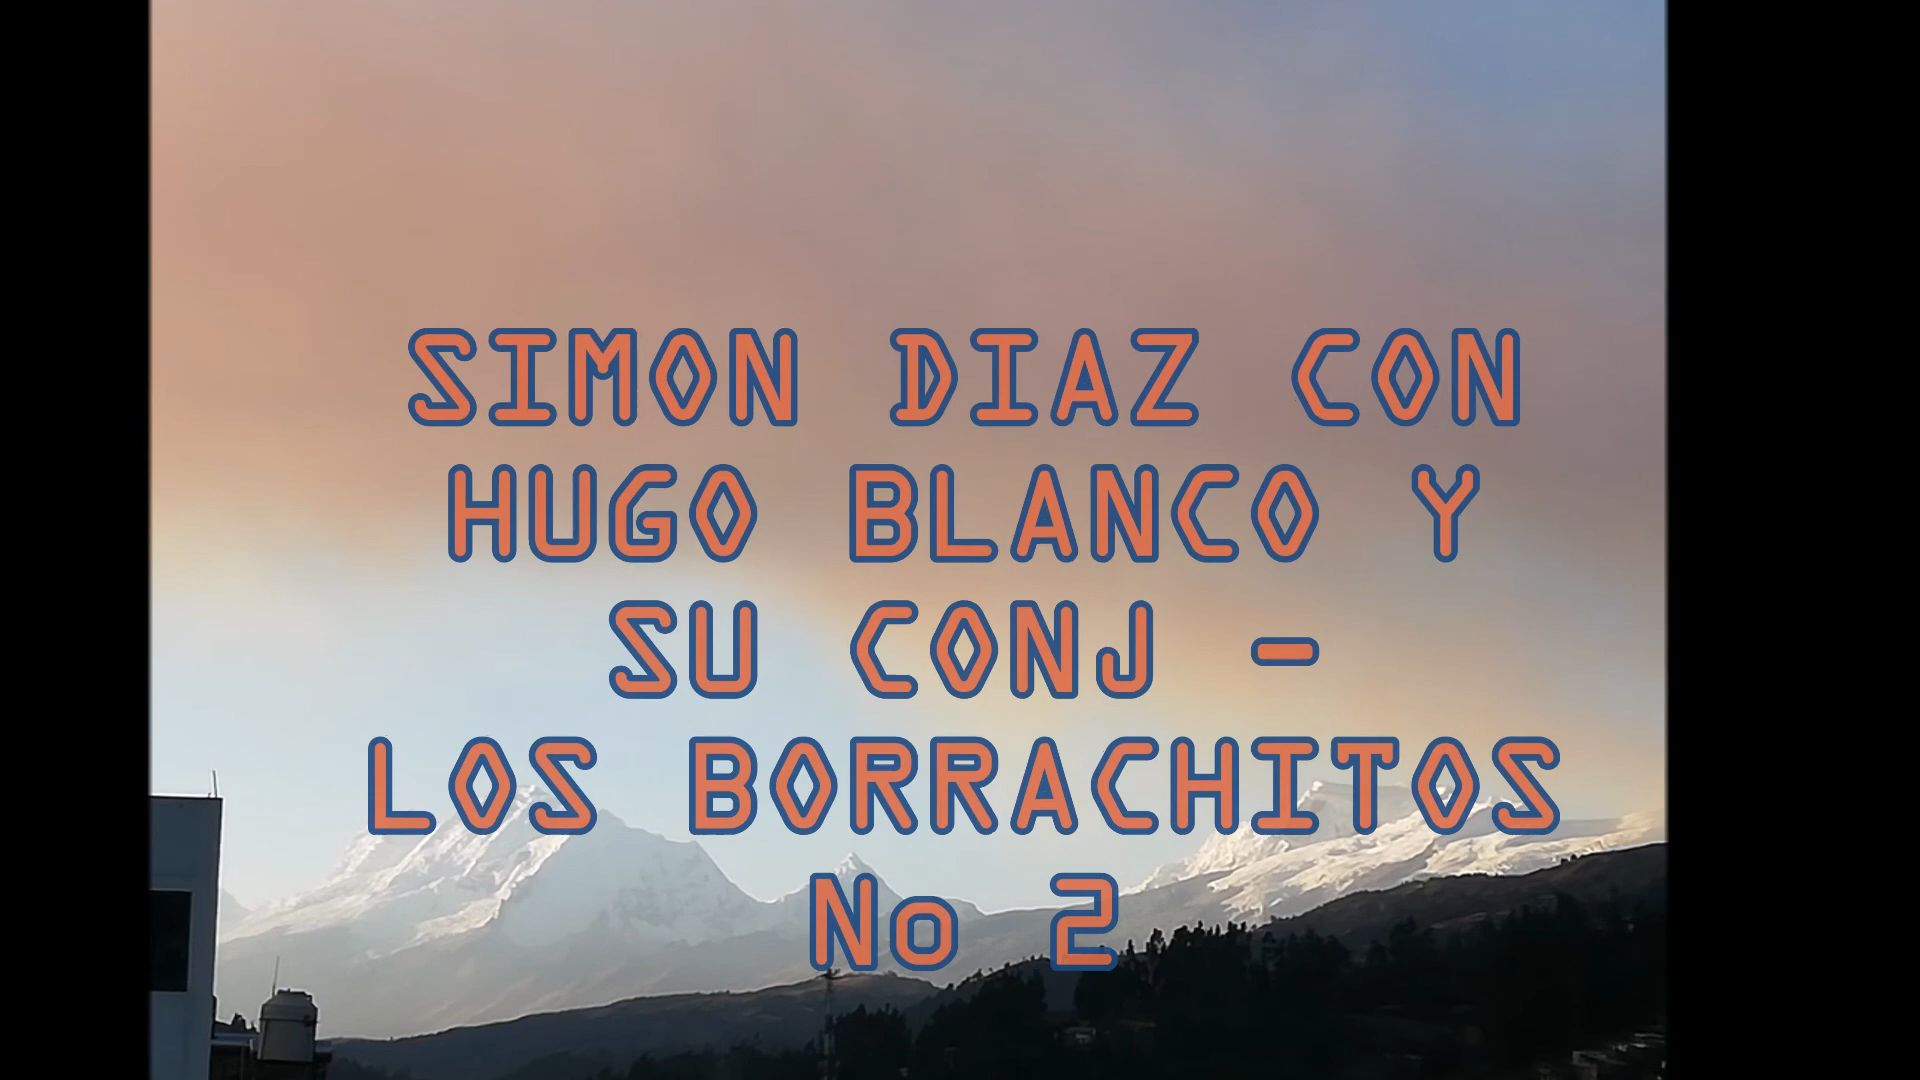 SIMON DIAZ CON
HUGO BLANCO Y
SU CONJ -
LOS BORRACHITOS
No 2